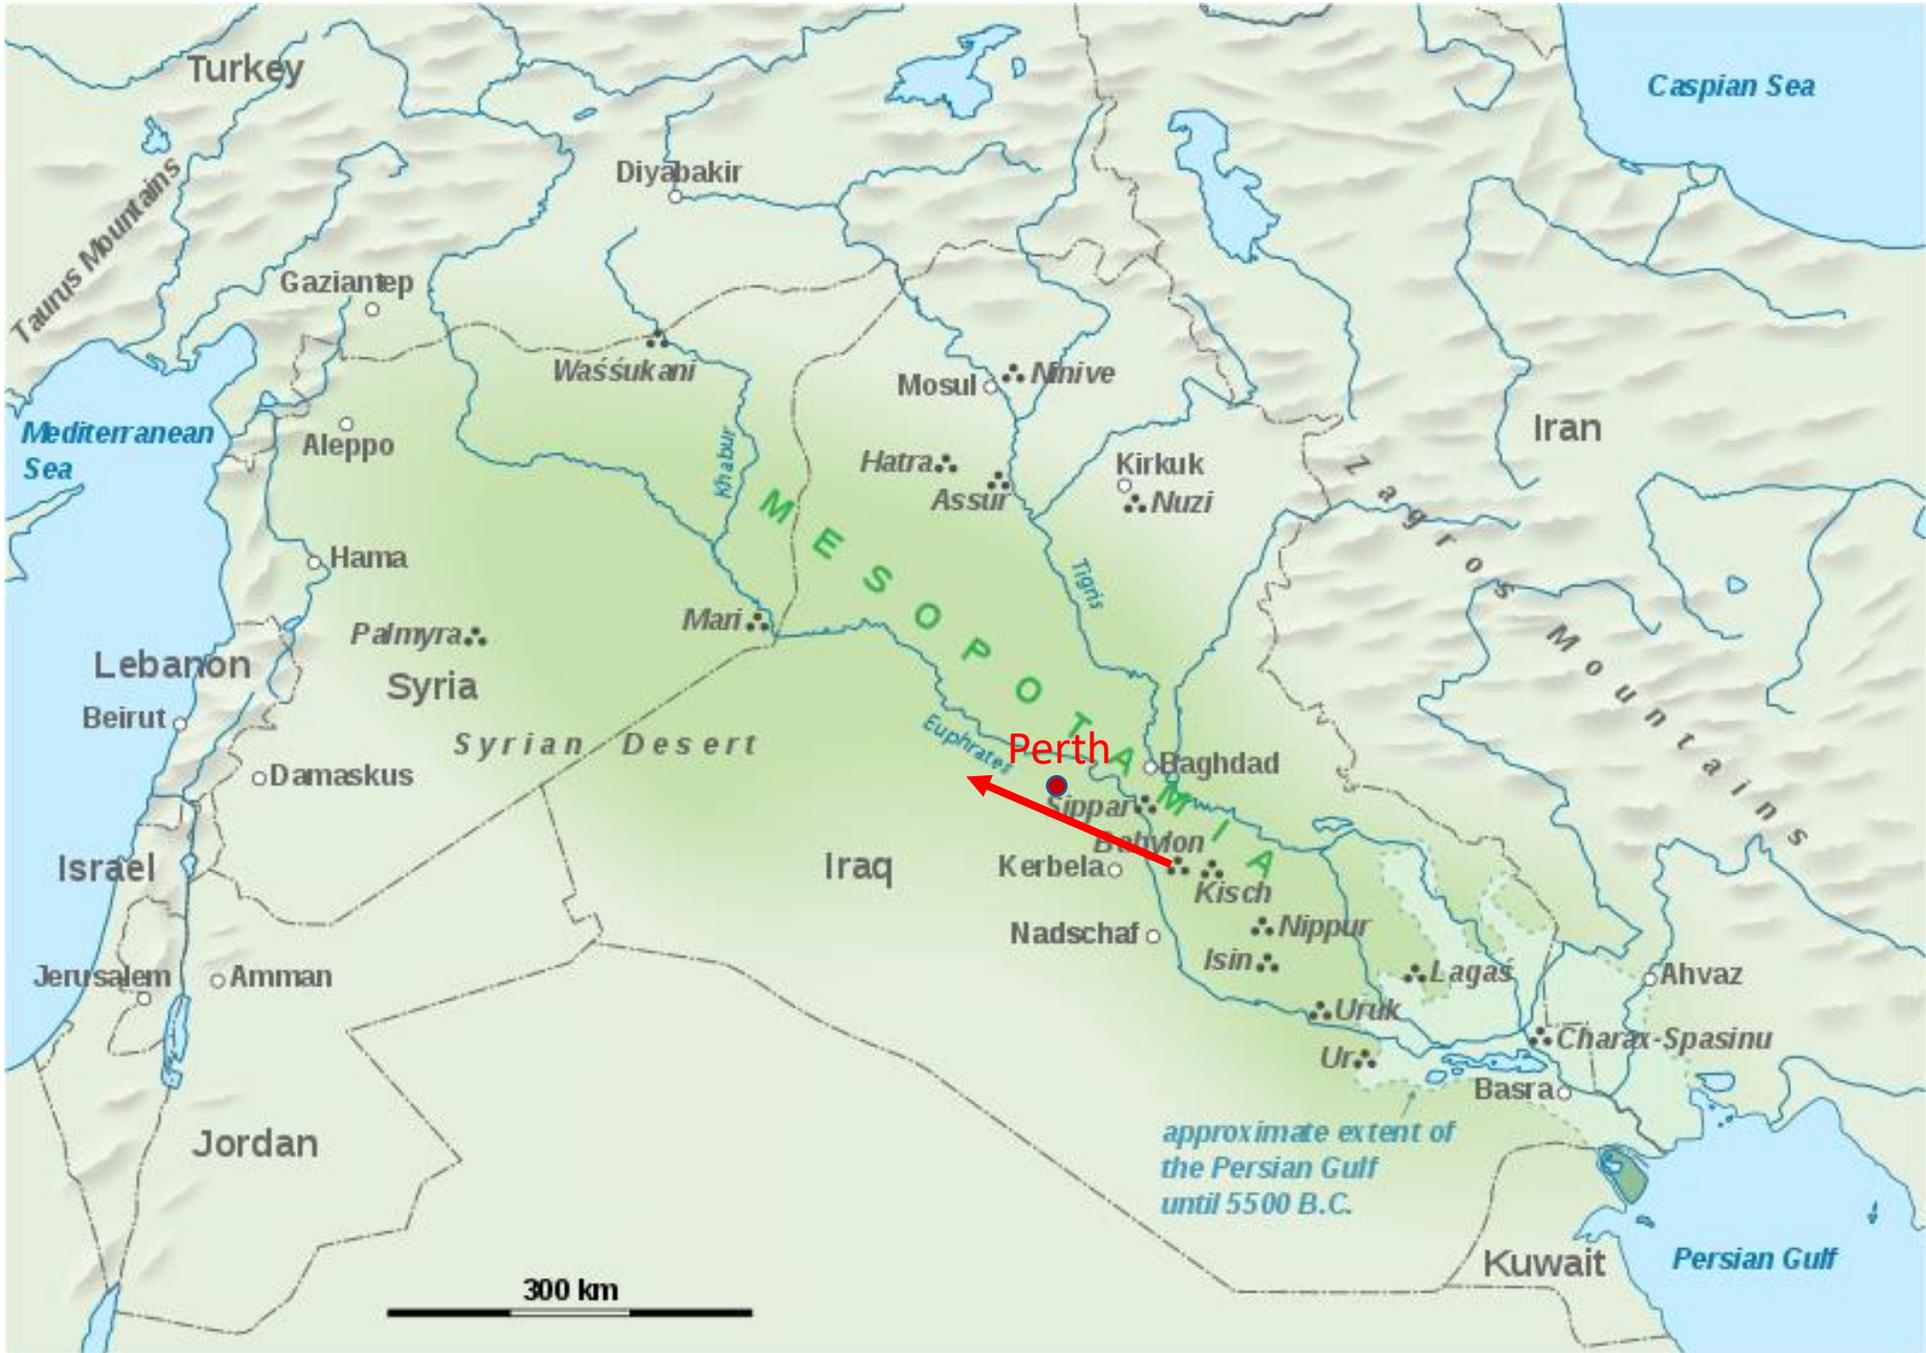 Turkey
Caspian Sea
Diyabakir
Taurus Mountains
Gaziantep
Waśśukani
Mosul
Ninive
Mediterranean
Sea
Aleppo
Iran
Khabur
Hatra
Kirkuk
Assur
Nuzi
Zagros Mountains
MESOPOTAMIA
Hama
Tigris
Mari
Palmyra
Lebanon
Syria
Beirut
Syrian Desert
Euphrates
Perth
Baghdad
Damaskus
Sippar
Babylon
Israel
Iraq
Kerbela
Kisch
Nadschaf
Nippur
Isin
Lagaś
Jerusalem
Amman
Ahvaz
Uruk
Charax-Spasinu
Ur
Basra
Jordan
approximate extent of
the Persian Gulf
until 5500 B.C.
Kuwait
Persian Gulf
300 km